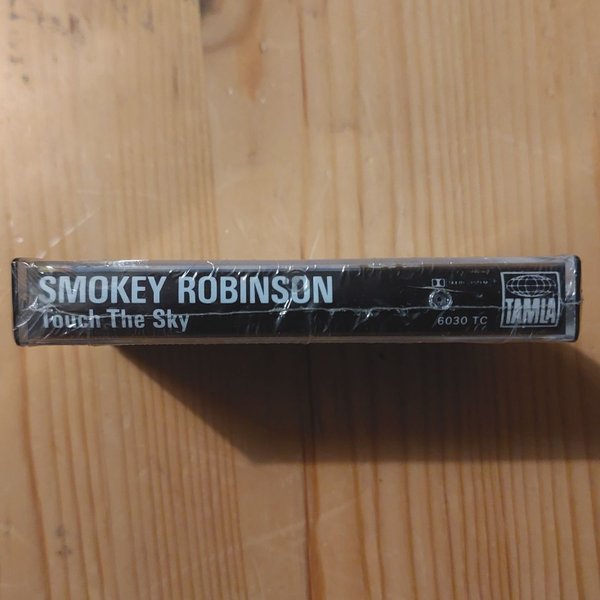 SMOKEY ROBINSON
Touch The Sky
6030 TC
TAMLA